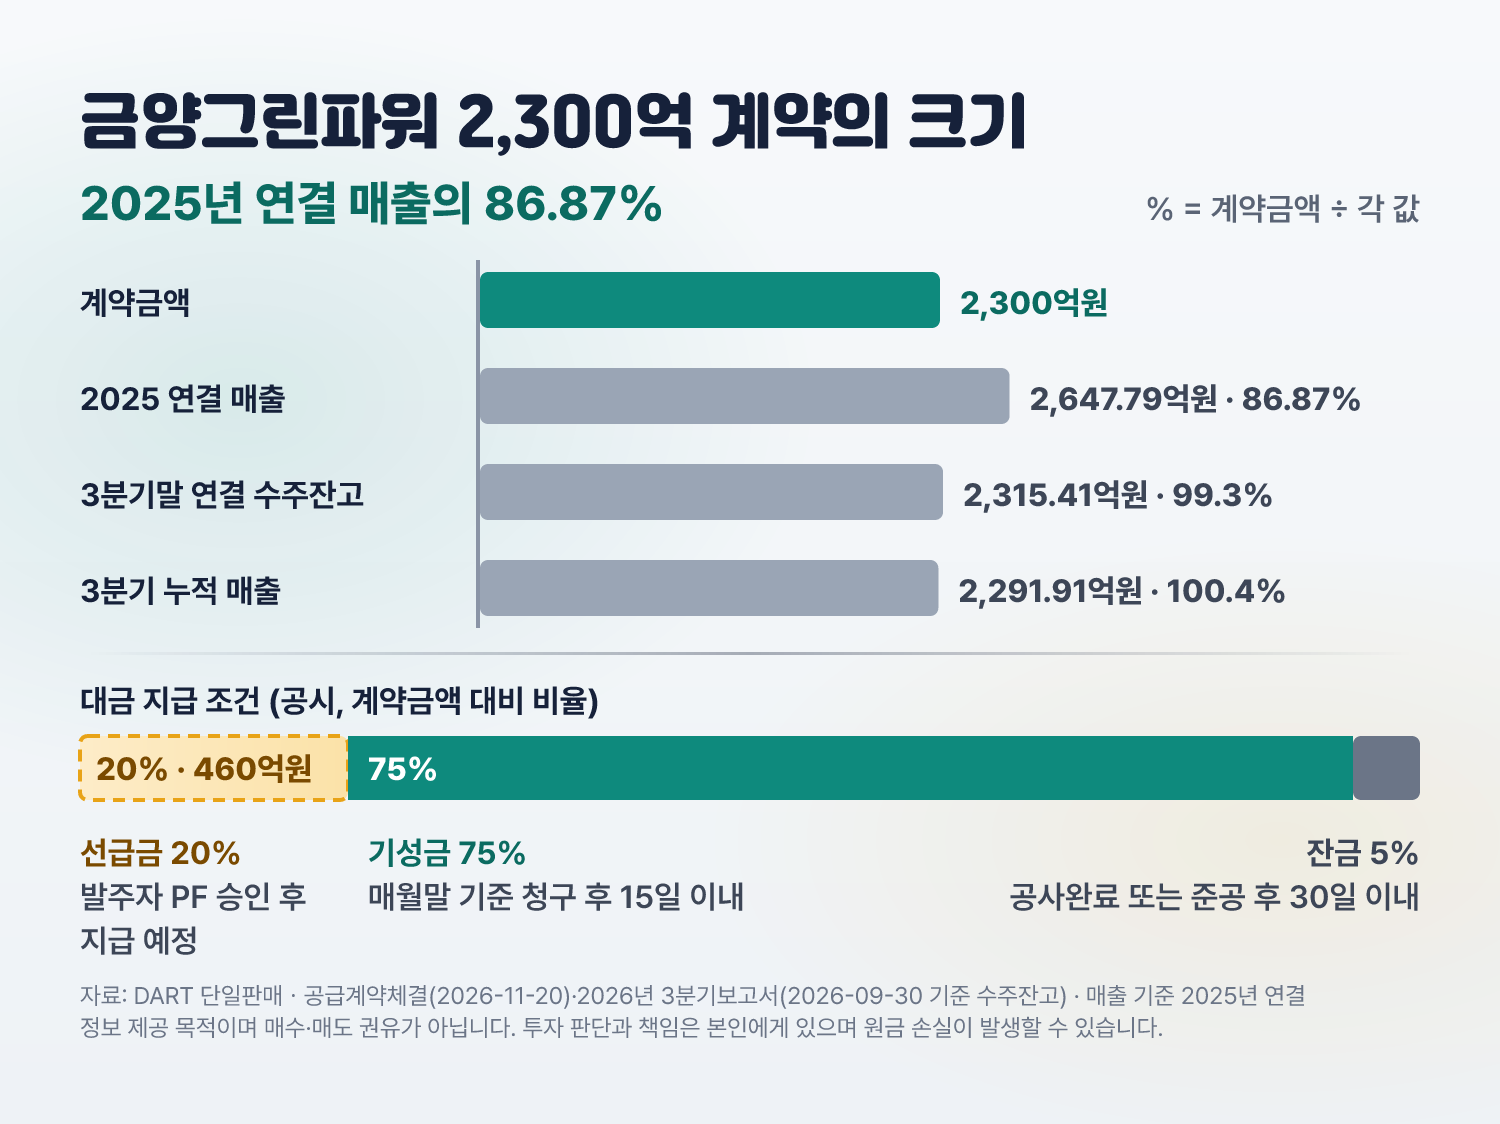 금양그린파워 2,300억 계약의 크기
2025년 연결 매출의 86.87%
% = 계약금액 ÷ 각 값
계약금액
2,300억원
2025 연결 매출
2,647.79억원 · 86.87%
3분기말 연결 수주잔고
2,315.41억원 · 99.3%
3분기 누적 매출
2,291.91억원 · 100.4%
대금 지급 조건 (공시, 계약금액 대비 비율)
20% · 460억원
75%
선급금 20%
발주자 PF 승인 후
지급 예정
기성금 75%
매월말 기준 청구 후 15일 이내
잔금 5%
공사완료 또는 준공 후 30일 이내
자료: DART 단일판매 · 공급계약체결(2026-11-20)·2026년 3분기보고서(2026-09-30 기준 수주잔고) · 매출 기준 2025년 연결
정보 제공 목적이며 매수·매도 권유가 아닙니다. 투자 판단과 책임은 본인에게 있으며 원금 손실이 발생할 수 있습니다.